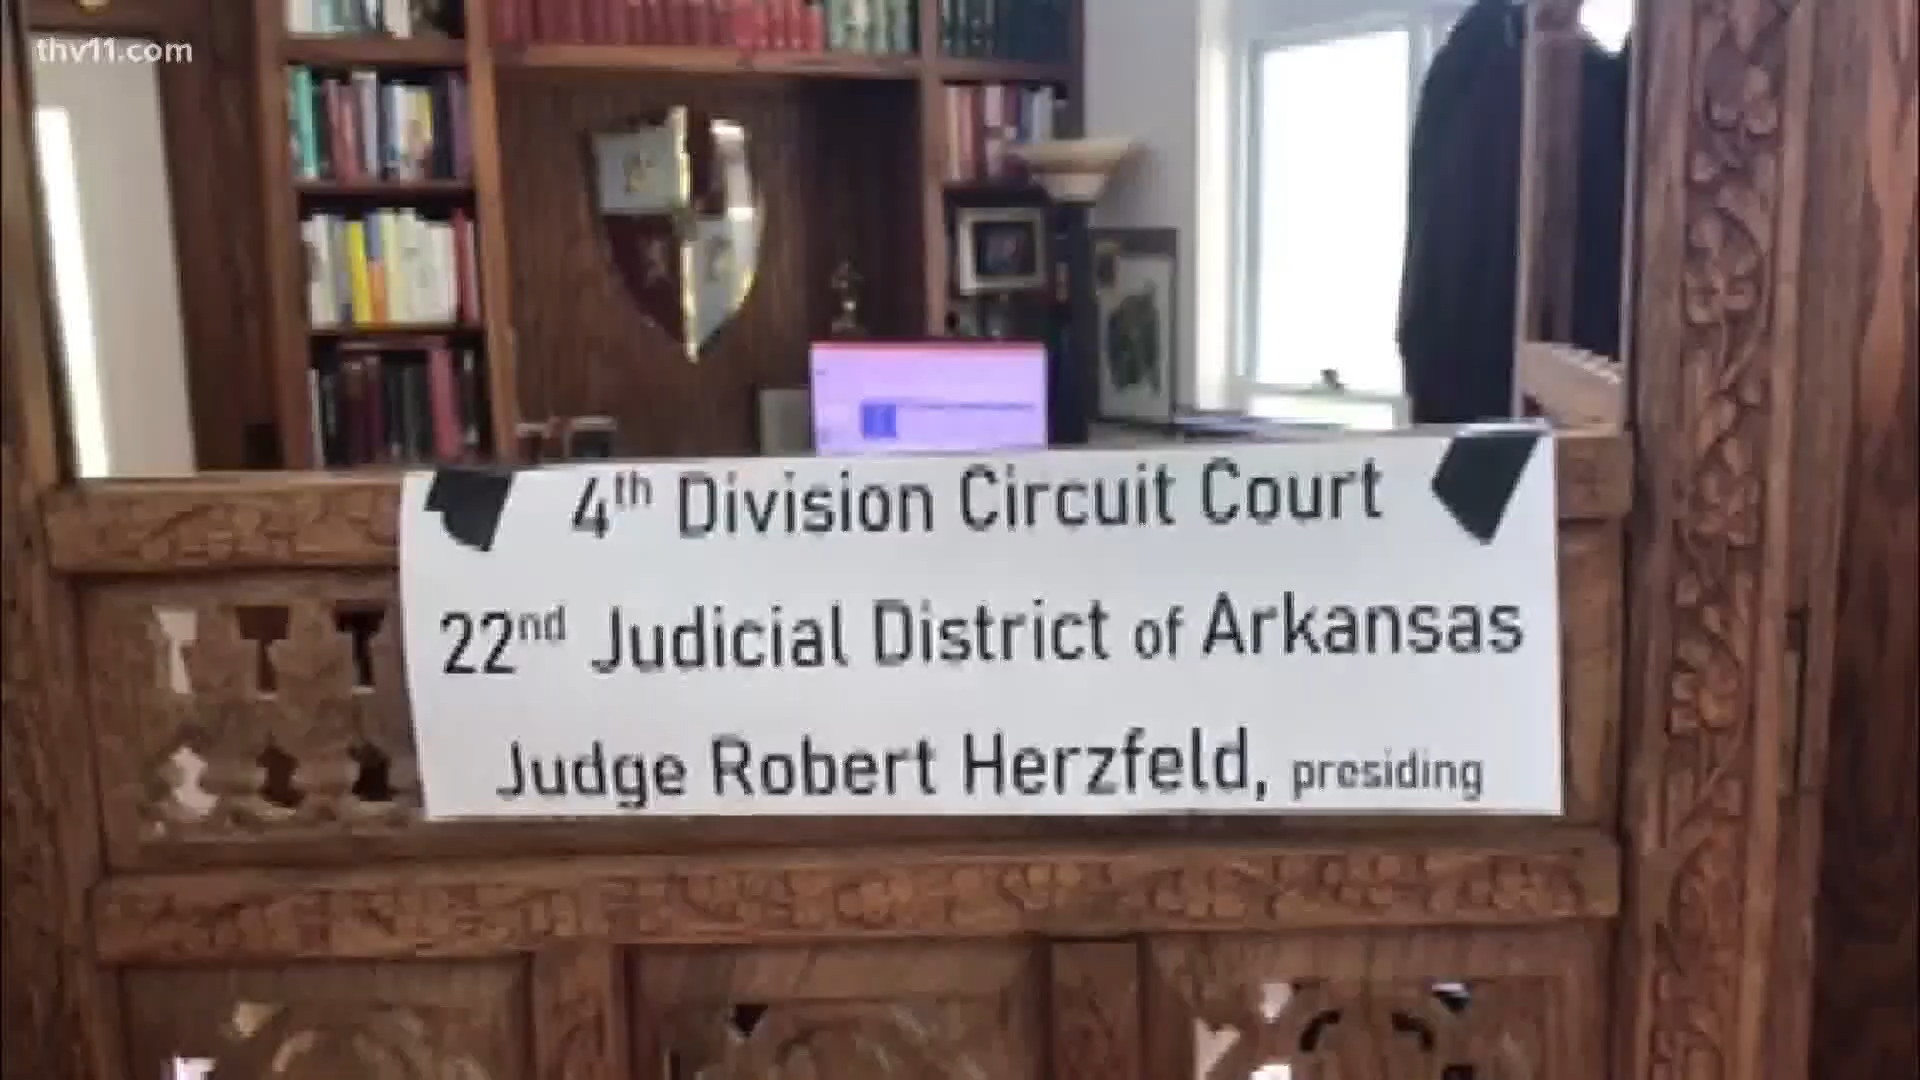 thv11.com
4th Division Circuit Court
22nd Judicial District of Arkansas
Judge Robert Herzfeld, presiding